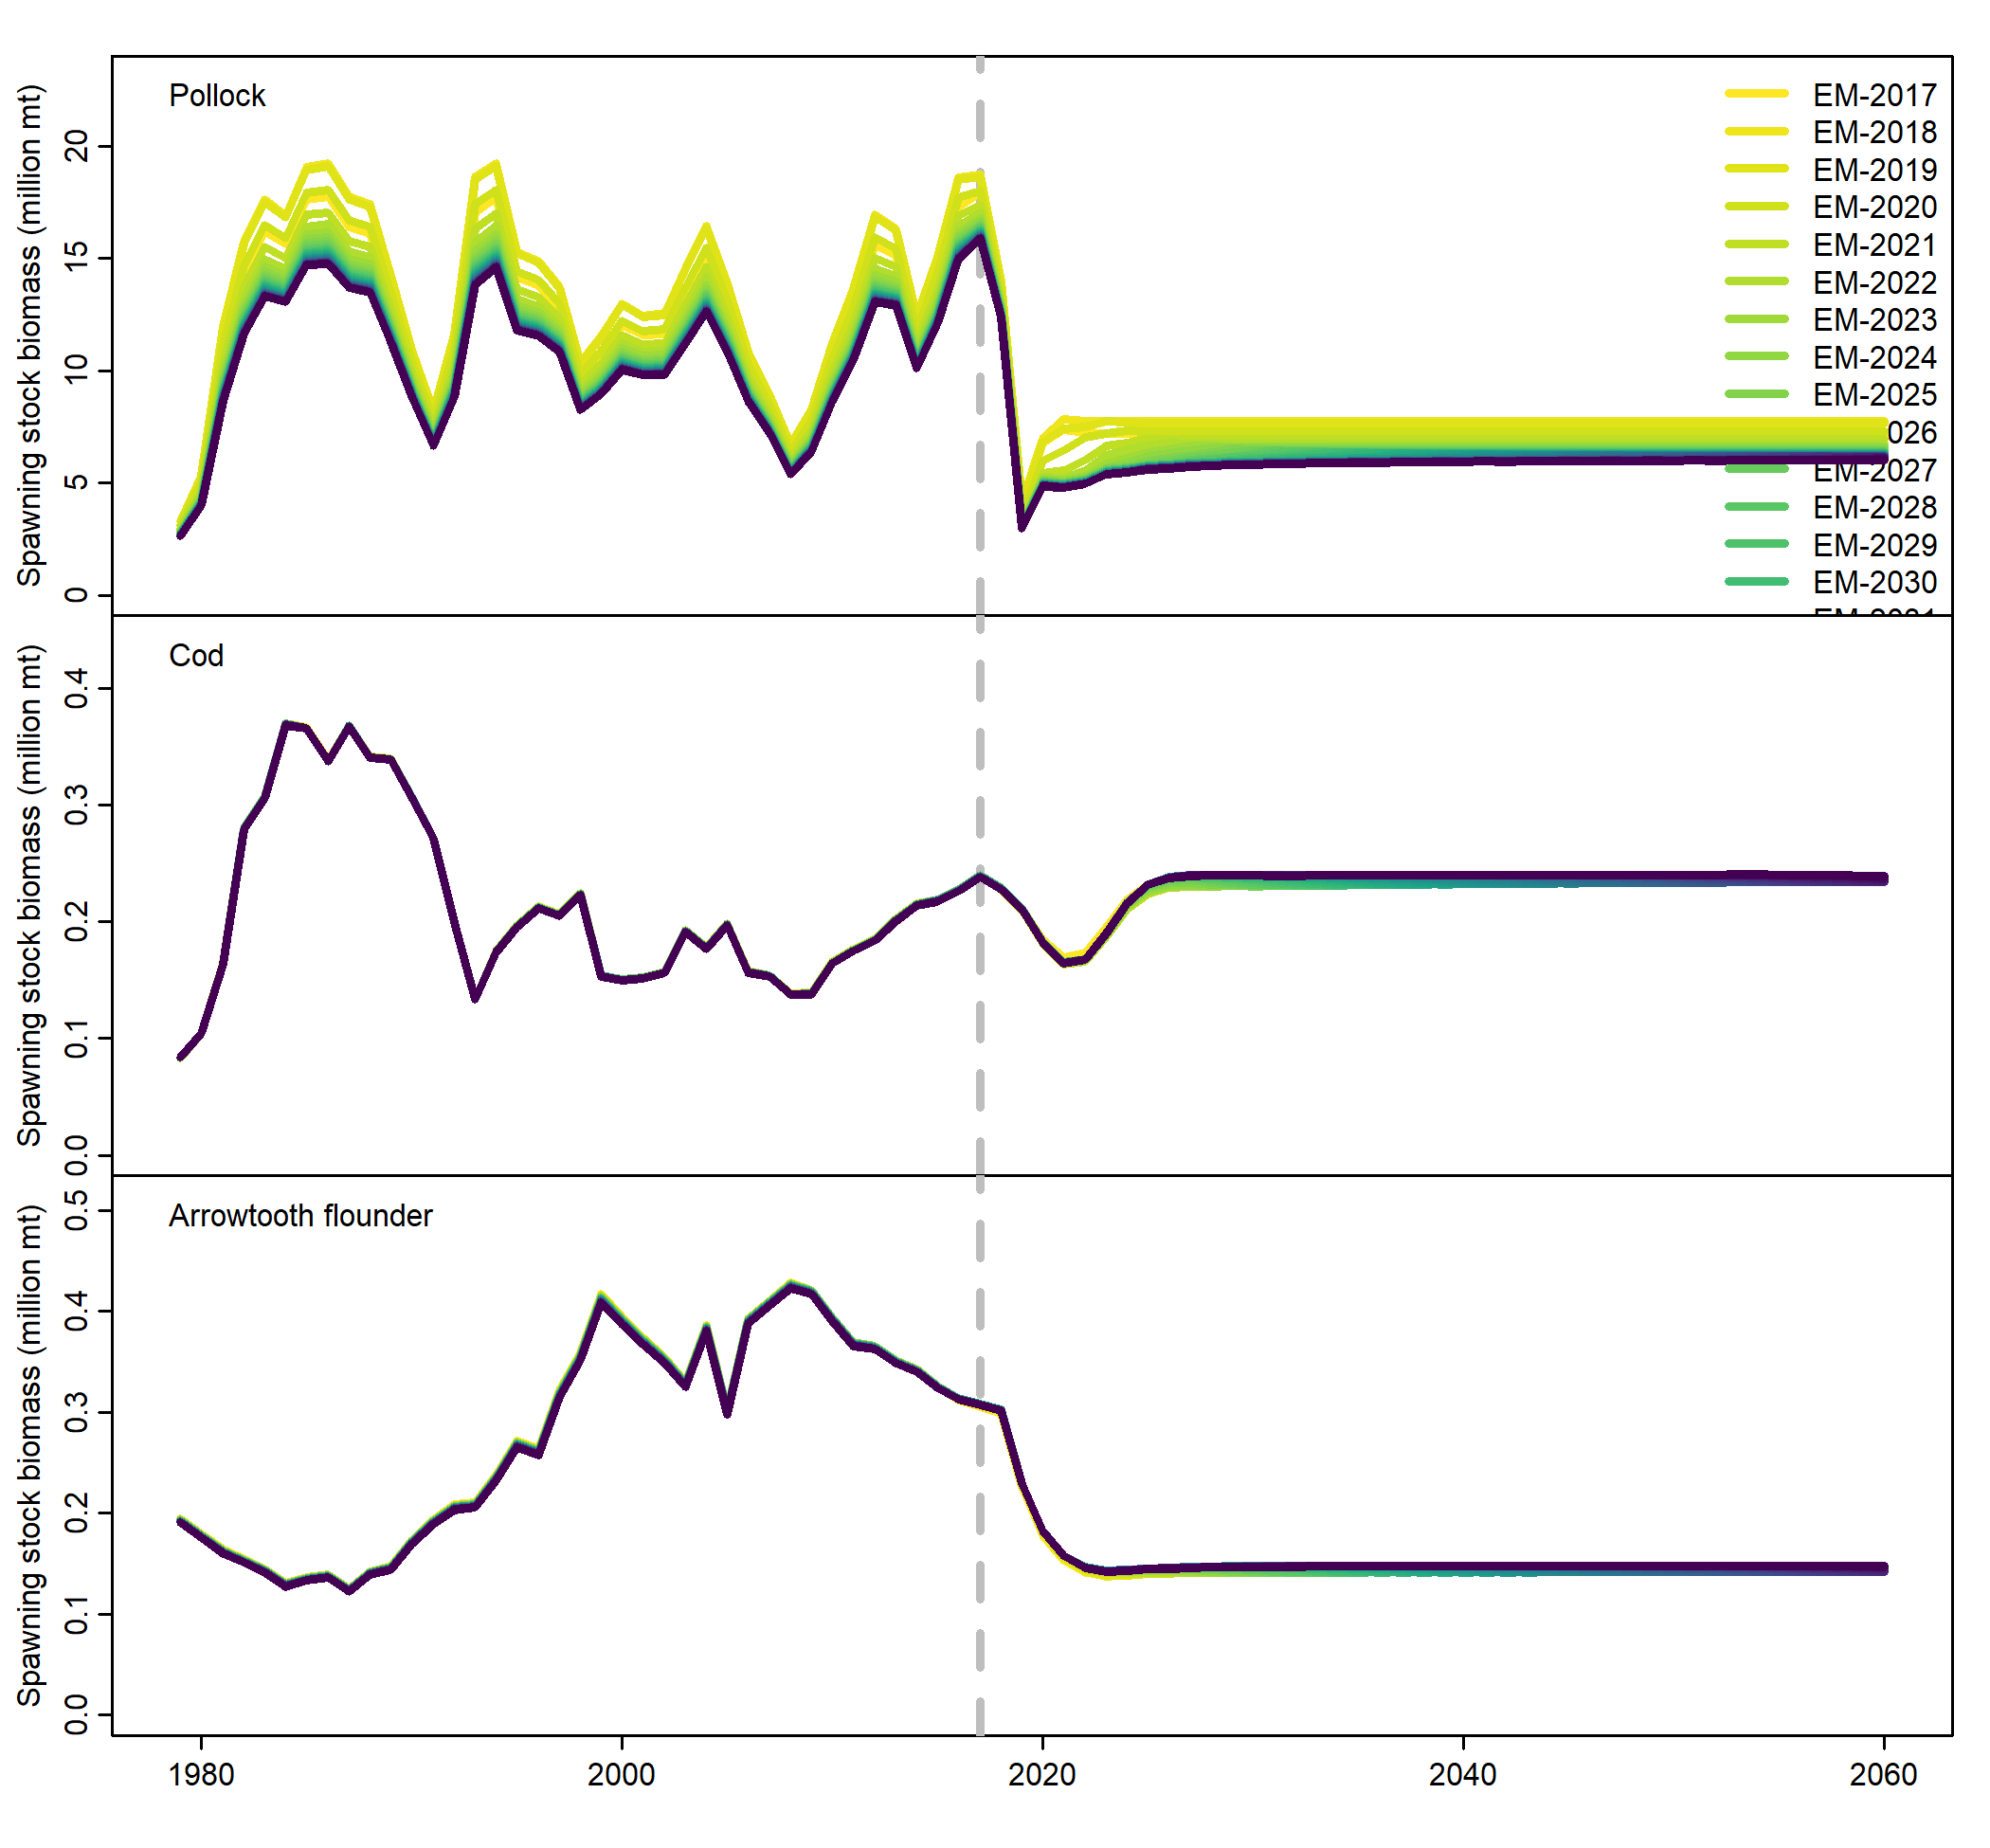 Pollock
Spawning stock biomass (million mt)
20
15
10
5
0
EM-2017
EM-2018
EM-2019
EM-2020
EM-2021
EM-2022
EM-2023
EM-2024
EM-2025
026
EM-2027
EM-2028
EM-2029
EM-2030
Cod
Spawning stock biomass (million mt)
0.4
0.3
0.2
0.1
0.0
Arrowtooth flounder
Spawning stock biomass (million mt)
0.5
0.4
0.3
0.2
0.1
0.0
1980 2000 2020 2040 2060